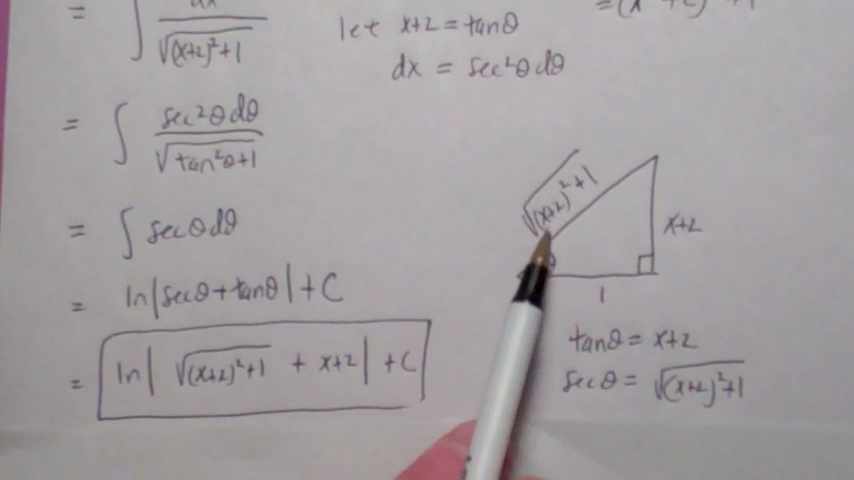 = ∫ dx / √((x+2)²+1)
let x+2 = tanθ
dx = sec²θ dθ
= ∫ sec²θ dθ / √(tan²θ+1)
= ∫ secθ dθ
= ln|secθ + tanθ| + C
= ln| √((x+2)²+1) + x+2 | + C
√((x+2)²+1)
x+2
1
tanθ = x+2
secθ = √((x+2)²+1)